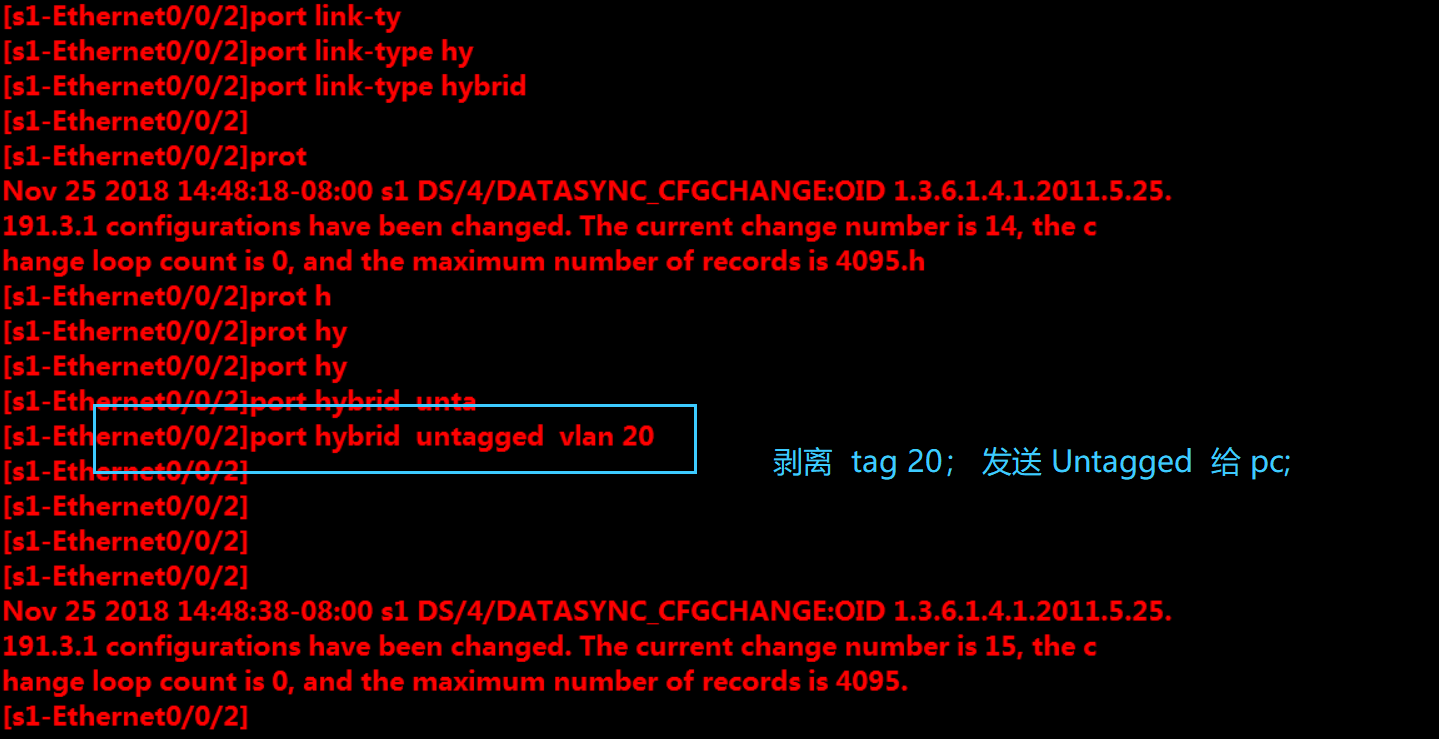 [s1-Ethernet0/0/2]port link-ty
[s1-Ethernet0/0/2]port link-type hy
[s1-Ethernet0/0/2]port link-type hybrid
[s1-Ethernet0/0/2]
[s1-Ethernet0/0/2]prot
Nov 25 2018 14:48:18-08:00 s1 DS/4/DATASYNC_CFGCHANGE:OID 1.3.6.1.4.1.2011.5.25.
191.3.1 configurations have been changed. The current change number is 14, the c
hange loop count is 0, and the maximum number of records is 4095.h
[s1-Ethernet0/0/2]prot h
[s1-Ethernet0/0/2]prot hy
[s1-Ethernet0/0/2]port hy
[s1-Ethernet0/0/2]port hybrid  unta
[s1-Ethernet0/0/2]port hybrid  untagged  vlan 20
剥离  tag 20； 发送 Untagged  给 pc;
[s1-Ethernet0/0/2]
[s1-Ethernet0/0/2]
[s1-Ethernet0/0/2]
[s1-Ethernet0/0/2]
Nov 25 2018 14:48:38-08:00 s1 DS/4/DATASYNC_CFGCHANGE:OID 1.3.6.1.4.1.2011.5.25.
191.3.1 configurations have been changed. The current change number is 15, the c
hange loop count is 0, and the maximum number of records is 4095.
[s1-Ethernet0/0/2]